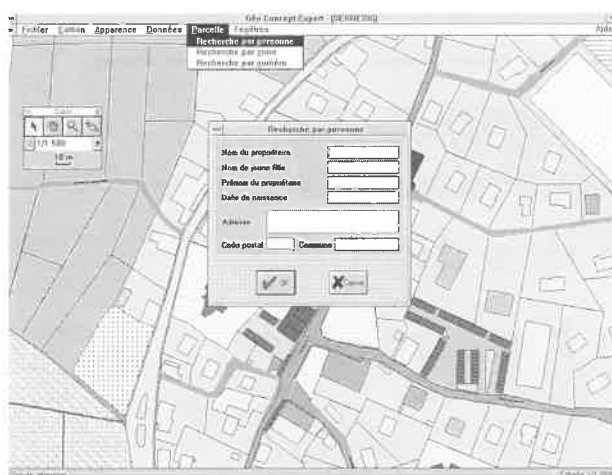 Géo Concept Expert - [
Fichier Edition Apparence Données Parcelle Fenêtres
Aide
Recherche par personne
Recherche par zone
Recherche par numéro
1/1 500
10 m
Recherche par personne
Nom du propriétaire
Nom de jeune fille
Prénom du propriétaire
Date de naissance
Adresse
Code postal Commune